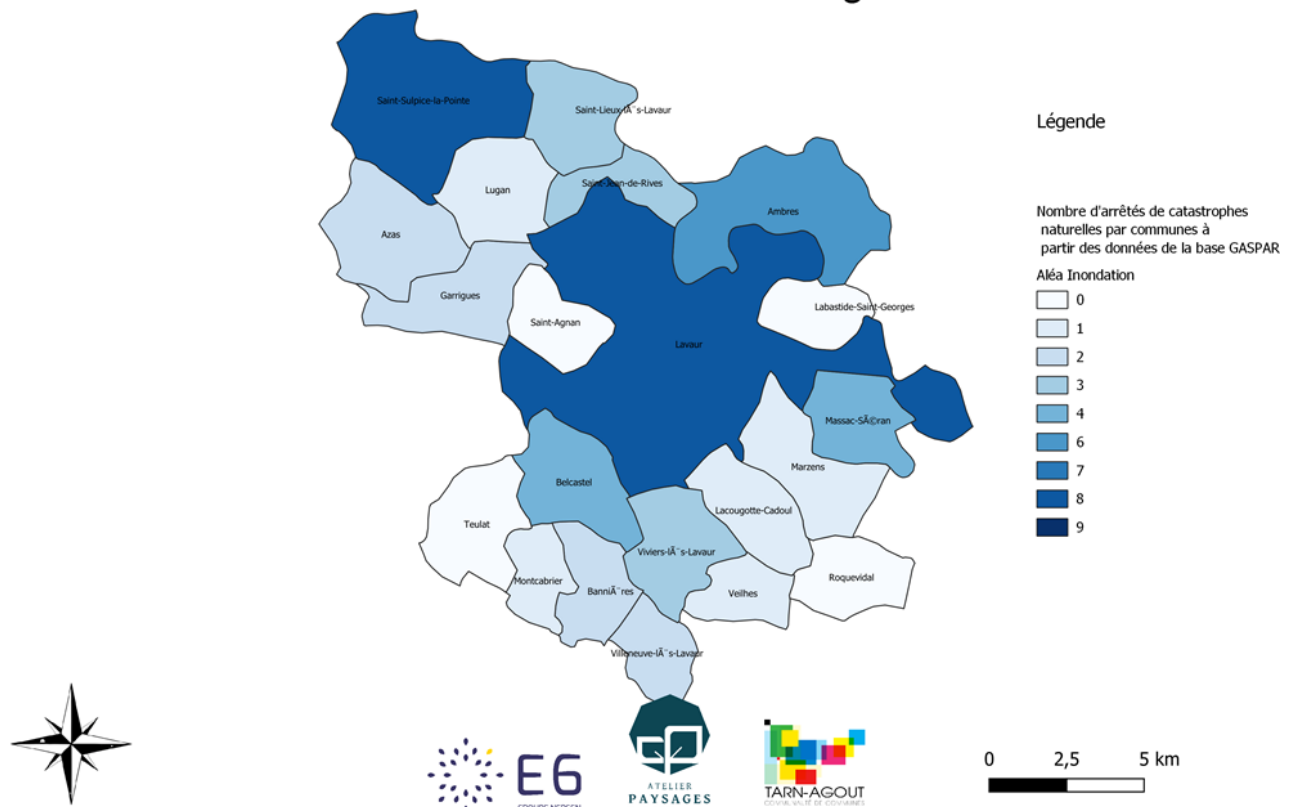 Saint-Sulpice-la-Pointe
Saint-Lieux-lÃ¨s-Lavaur
Lugan
Saint-Jean-de-Rives
Ambres
Azas
Garrigues
Saint-Agnan
Labastide-Saint-Georges
Lavaur
Massac-SÃ©ran
Marzens
Belcastel
Lacougotte-Cadoul
Teulat
Viviers-lÃ¨s-Lavaur
Montcabrier
BanniÃ¨res
Veilhes
Roquevidal
Villeneuve-lÃ¨s-Lavaur
Légende
Nombre d'arrêtés de catastrophes
naturelles par communes à
partir des données de la base GASPAR
Aléa Inondation
0
1
2
3
4
6
7
8
9
E6
ATELIER
PAYSAGES
TARN-AGOUT
0 2,5 5 km